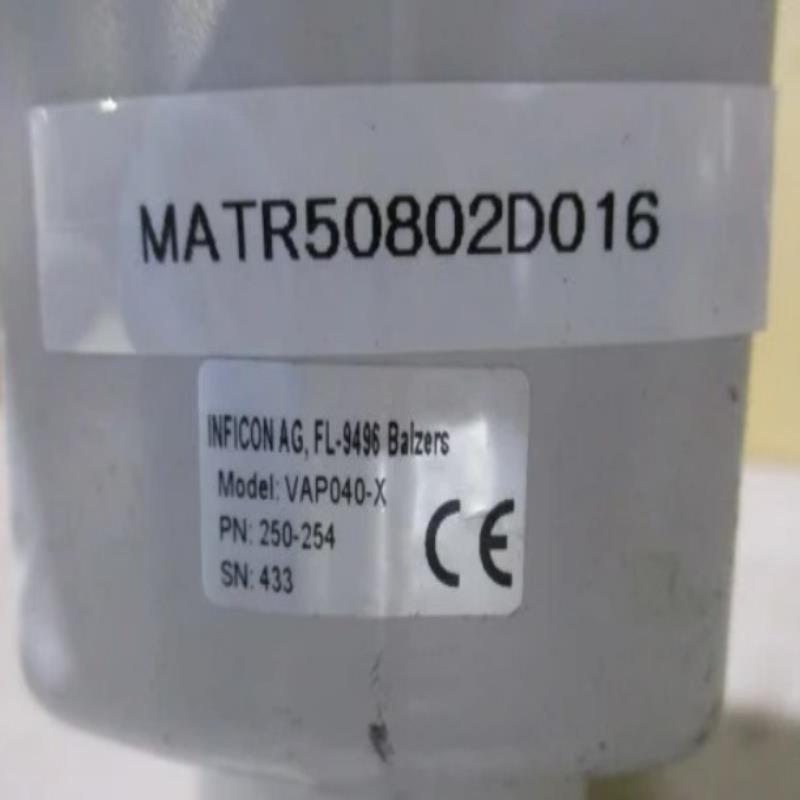 MATR50802D016
INFICON AG, FL-9496 Balzers
Model: VAP040-X
PN: 250-254
SN: 433
CE